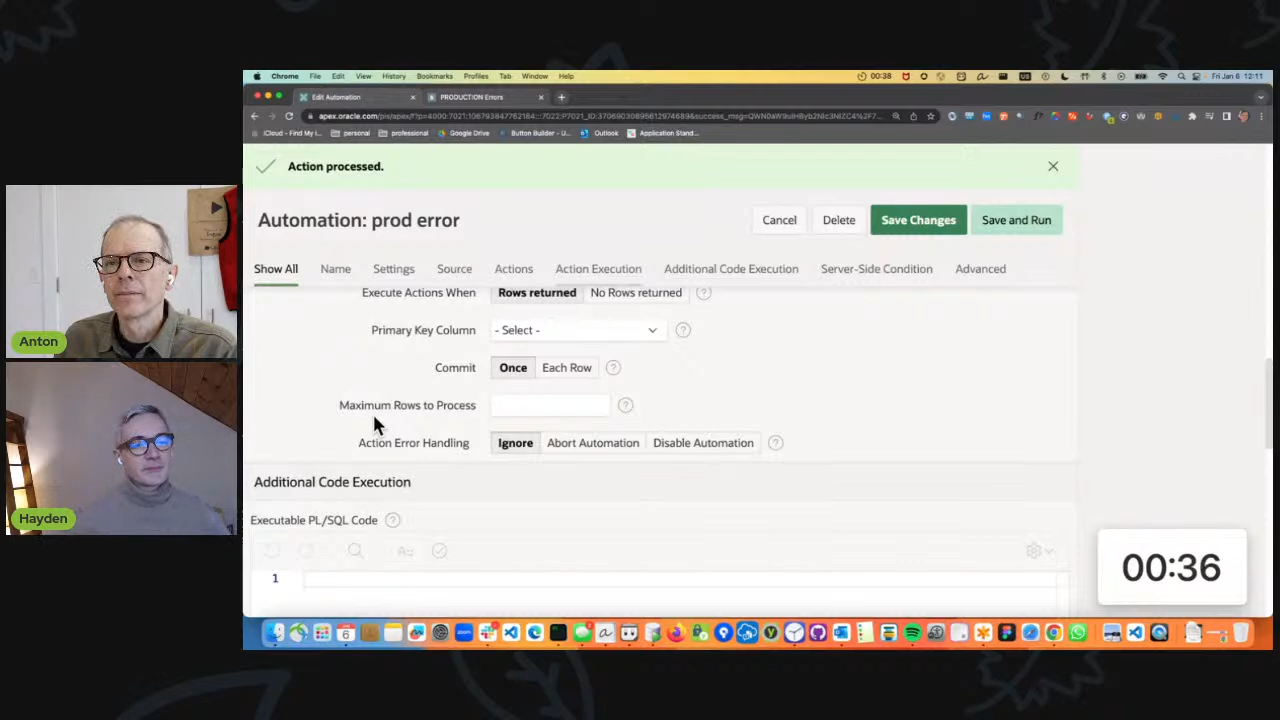 Chrome File Edit View History Bookmarks Profiles Tab Window Help
00:38
Fri Jan 6 12:11
Edit Automation
PRODUCTION Errors
iCloud - Find My i...
personal
professional
Google Drive
Button Builder - U...
Outlook
Application Stand...
Action processed.
Automation: prod error
Cancel
Delete
Save Changes
Save and Run
Show All
Name
Settings
Source
Actions
Action Execution
Additional Code Execution
Server-Side Condition
Advanced
Execute Actions When
Rows returned
No Rows returned
Primary Key Column
- Select -
Commit
Once
Each Row
Maximum Rows to Process
Action Error Handling
Ignore
Abort Automation
Disable Automation
Additional Code Execution
Executable PL/SQL Code
1
Anton
Hayden
00:36